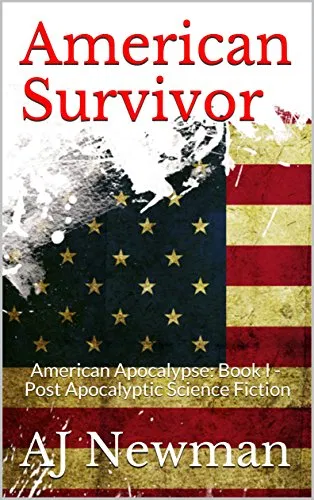 American
Survivor
American Apocalypse: Book I -
Post Apocalyptic Science Fiction
AJ Newman